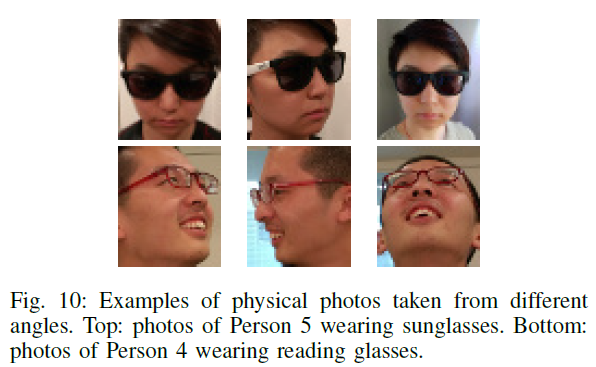 Fig. 10: Examples of physical photos taken from different
angles. Top: photos of Person 5 wearing sunglasses. Bottom:
photos of Person 4 wearing reading glasses.